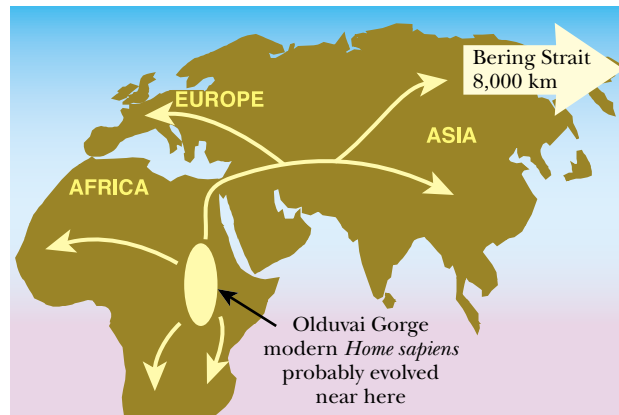 Bering Strait
8,000 km
EUROPE
ASIA
AFRICA
Olduvai Gorge
modern Home sapiens
probably evolved
near here